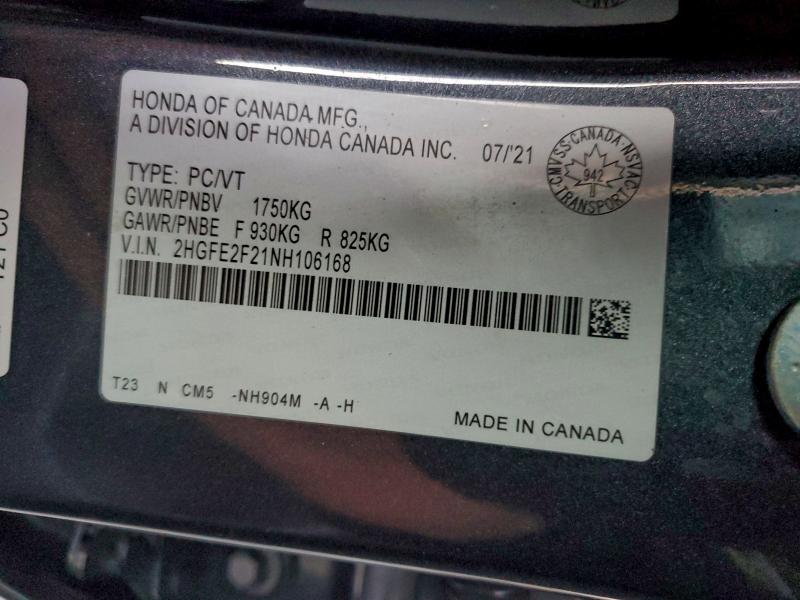 HONDA OF CANADA MFG.,
A DIVISION OF HONDA CANADA INC. 07/'21
CMVSS·CANADA·NSVAC
942
TRANSPORT
TYPE: PC/VT
GVWR/PNBV 1750KG
GAWR/PNBE F 930KG R 825KG
V.I.N. 2HGFE2F21NH106168
T23 N CM5 -NH904M -A -H
MADE IN CANADA